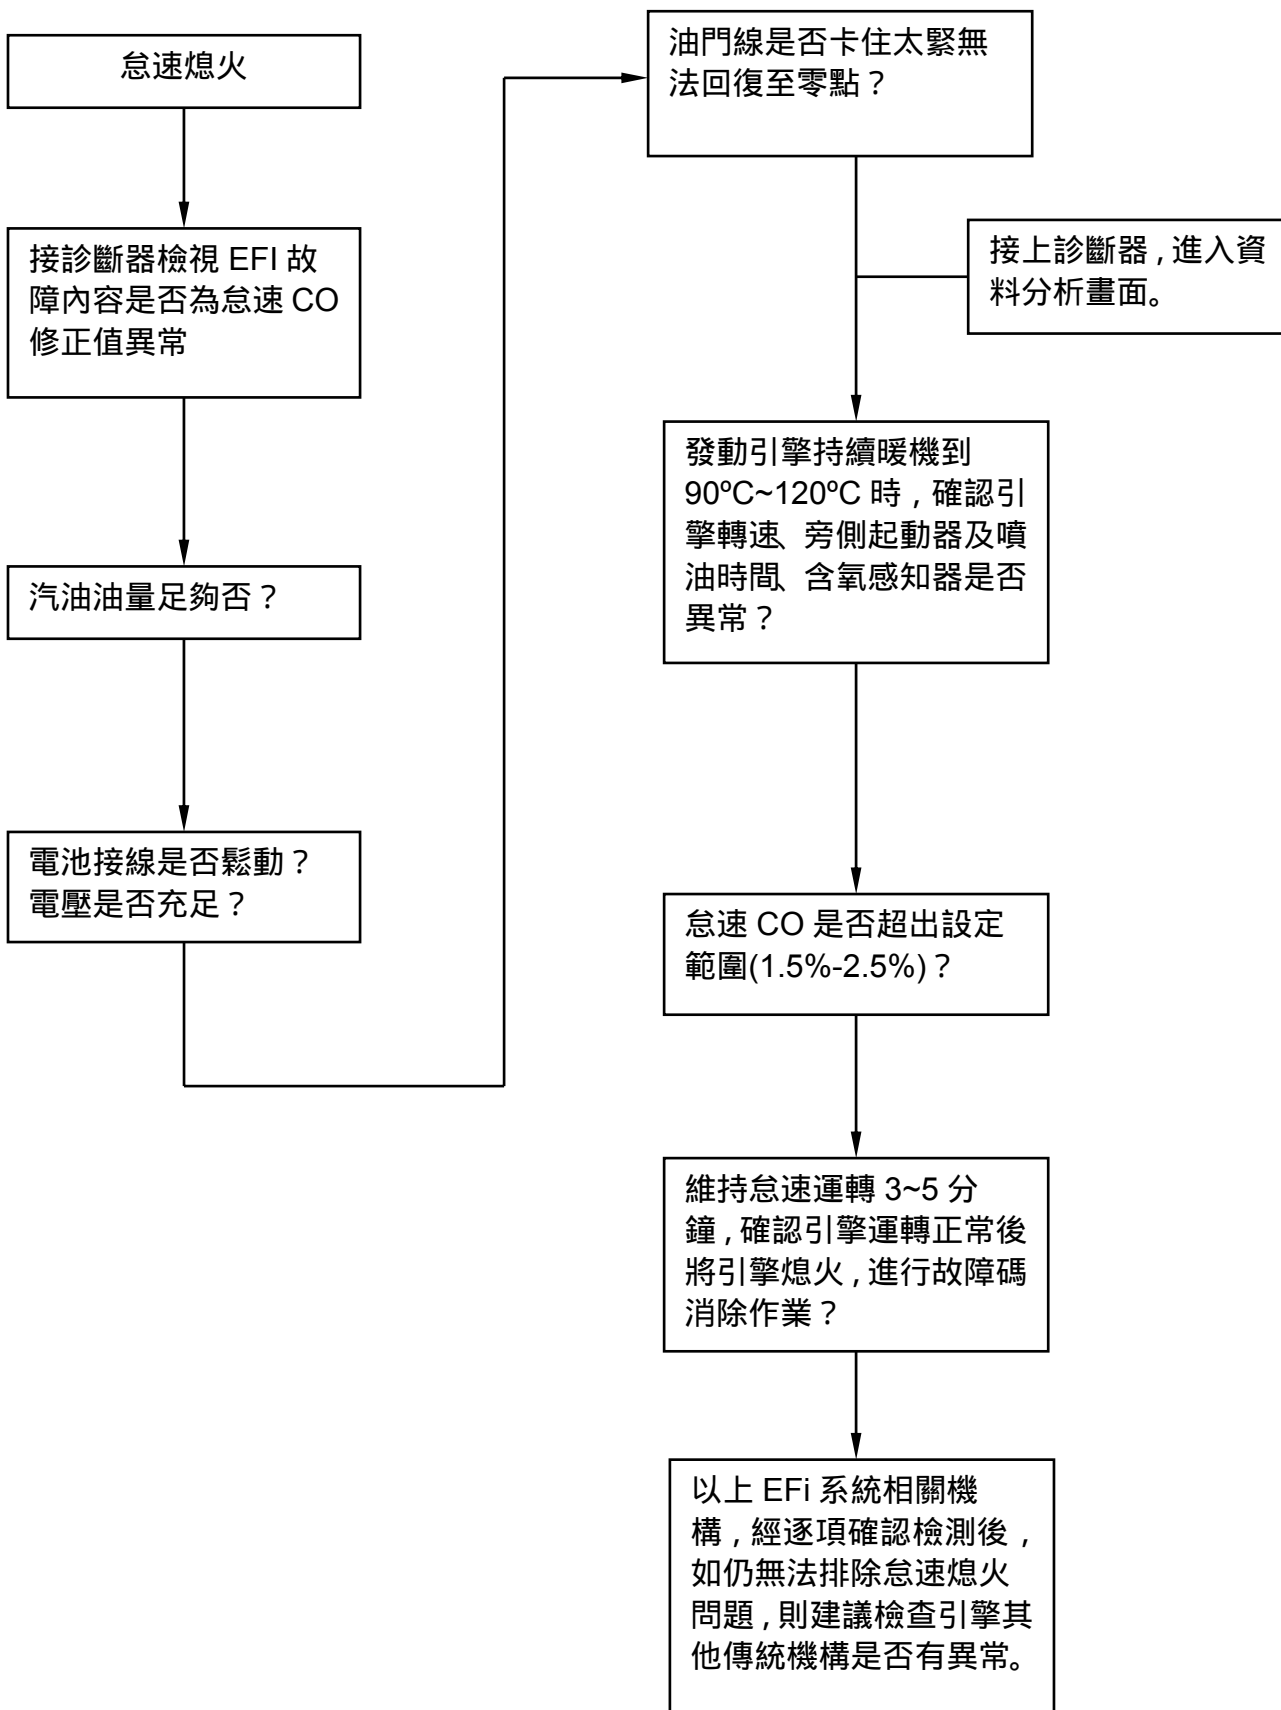 怠速熄火
接診斷器檢視 EFI 故
障內容是否為怠速 CO
修正值異常
汽油油量足夠否？
電池接線是否鬆動？
電壓是否充足？
油門線是否卡住太緊無
法回復至零點？
接上診斷器，進入資
料分析畫面。
發動引擎持續暖機到
90ºC~120ºC 時，確認引
擎轉速、旁側起動器及噴
油時間、含氧感知器是否
異常？
怠速 CO 是否超出設定
範圍(1.5%-2.5%)？
維持怠速運轉 3~5 分
鐘，確認引擎運轉正常後
將引擎熄火，進行故障碼
消除作業？
以上 EFi 系統相關機
構，經逐項確認檢測後，
如仍無法排除怠速熄火
問題，則建議檢查引擎其
他傳統機構是否有異常。